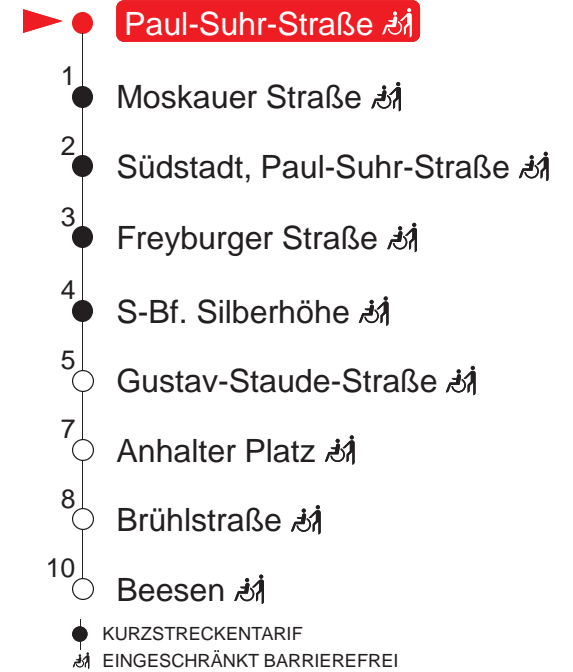 Paul-Suhr-Straße
1
Moskauer Straße
2
Südstadt, Paul-Suhr-Straße
3
Freyburger Straße
4
S-Bf. Silberhöhe
5
Gustav-Staude-Straße
7
Anhalter Platz
8
Brühlstraße
10
Beesen
KURZSTRECKENTARIF
EINGESCHRÄNKT BARRIEREFREI